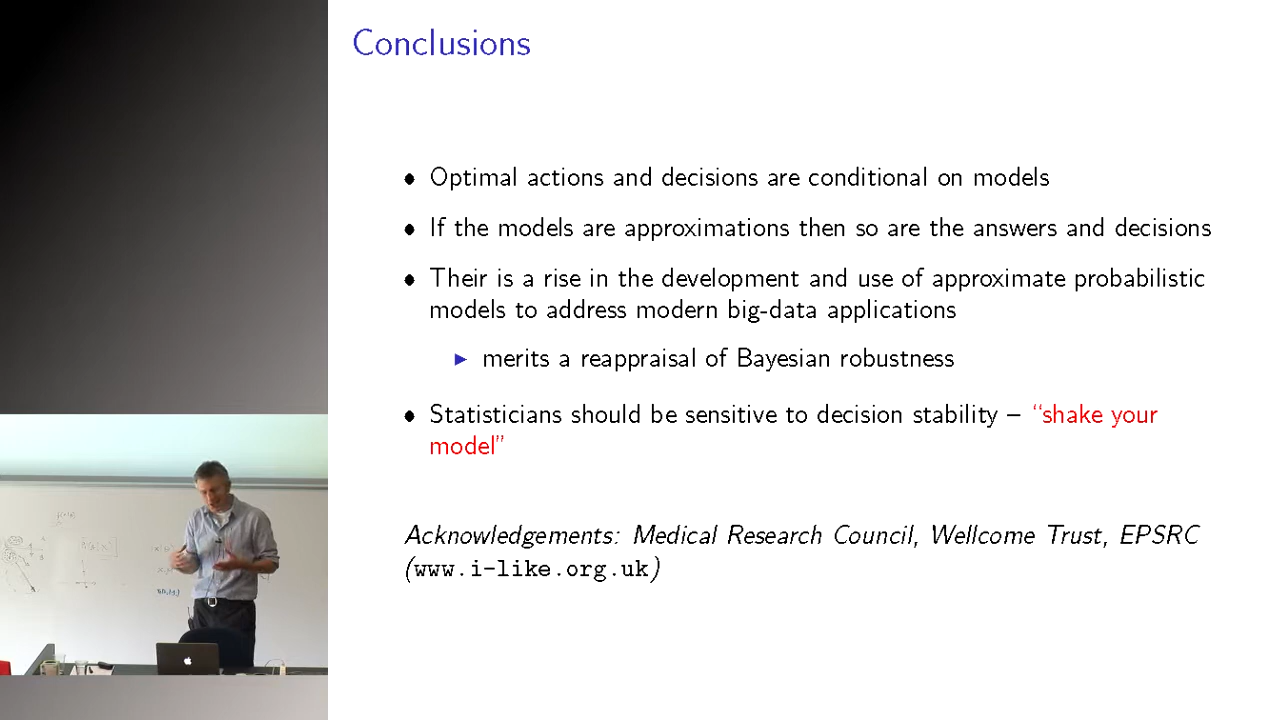 Conclusions
• Optimal actions and decisions are conditional on models
• If the models are approximations then so are the answers and decisions
• Their is a rise in the development and use of approximate probabilistic
models to address modern big-data applications
▶ merits a reappraisal of Bayesian robustness
• Statisticians should be sensitive to decision stability – “shake your
model”
Acknowledgements: Medical Research Council, Wellcome Trust, EPSRC
(www.i-like.org.uk)